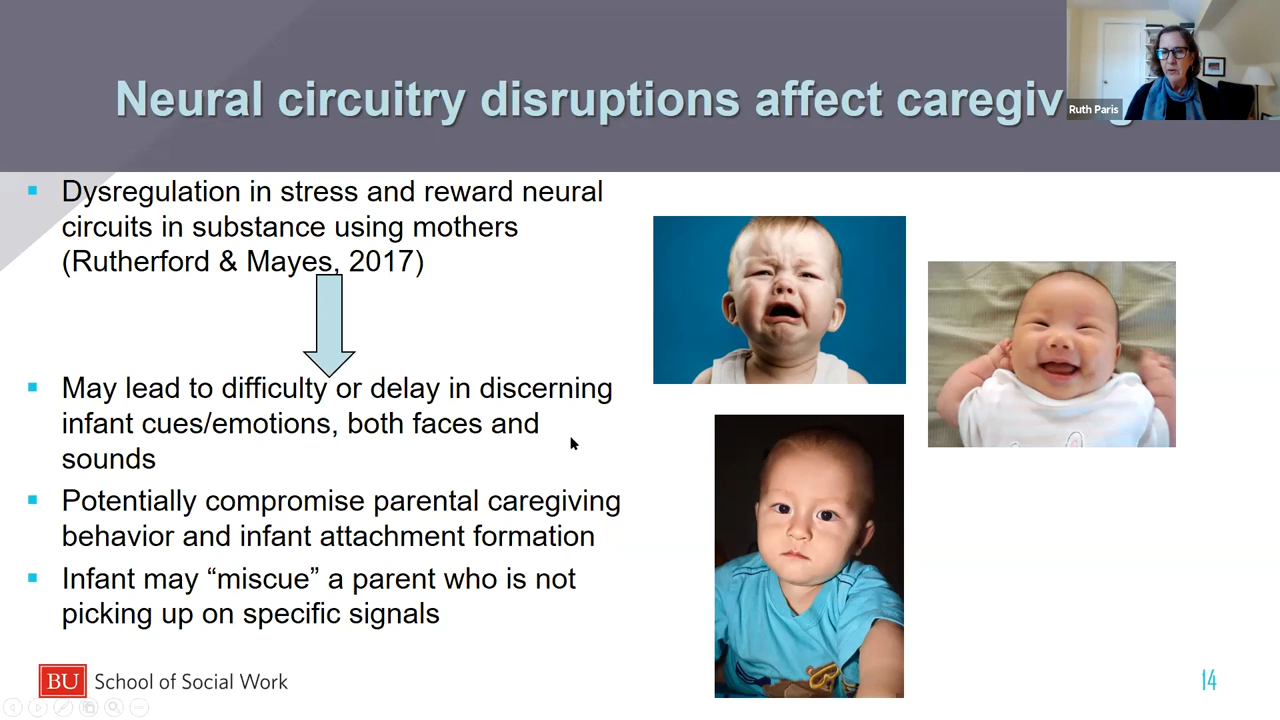 Neural circuitry disruptions affect caregiv
Ruth Paris
Dysregulation in stress and reward neural
circuits in substance using mothers
(Rutherford & Mayes, 2017)
May lead to difficulty or delay in discerning
infant cues/emotions, both faces and
sounds
Potentially compromise parental caregiving
behavior and infant attachment formation
Infant may “miscue” a parent who is not
picking up on specific signals
BU School of Social Work
14